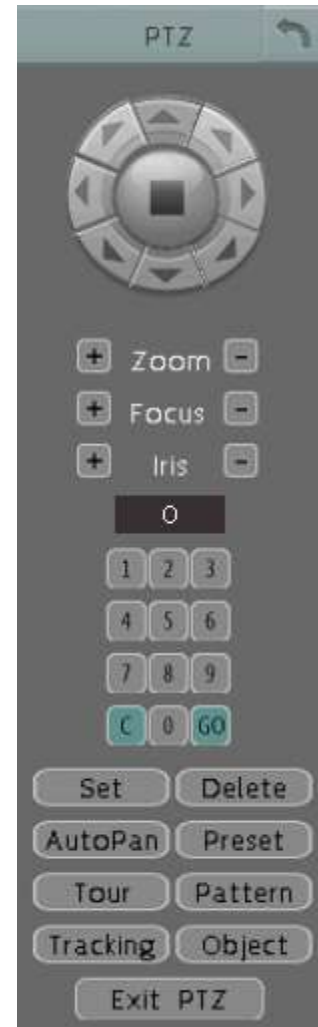 PTZ
+ Zoom -
+ Focus -
+ Iris -
0
1 2 3
4 5 6
7 8 9
C 0 GO
Set Delete
AutoPan Preset
Tour Pattern
Tracking Object
Exit PTZ